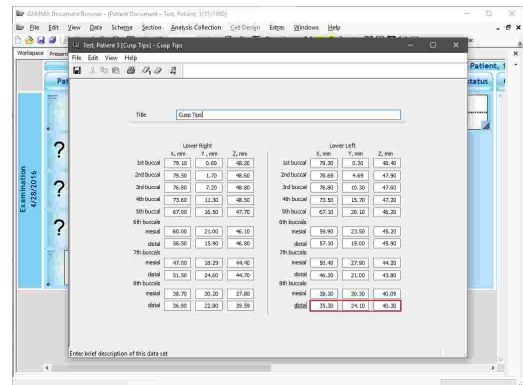 GAMMA Document Browser - [Patient Document - Test, Patient, 1/31/1980]
File Edit View Data Schema Section Analysis Collection Cell Design Extras Windows Help
Test, Patient 3 [Cusp Tips] - Cusp Tips
Workspace Present
File Edit View Help
Patient, 1
Pat
status
Title Cusp Tips
Lower Right Lower Left
X, mm Y, mm Z, mm X, mm Y, mm Z, mm
1st buccal 79.10 0.60 48.20 1st buccal 79.30 0.30 48.40
2nd buccal 79.50 1.70 48.60 2nd buccal 78.69 4.69 47.90
3rd buccal 76.80 7.20 48.80 3rd buccal 76.80 10.30 47.60
4th buccal 73.60 11.30 48.50 4th buccal 73.50 15.70 47.20
5th buccal 67.00 16.50 47.70 5th buccal 67.10 20.10 46.20
6th buccals 6th buccals
mesial 60.00 21.00 46.10 mesial 59.90 23.50 45.20
distal 56.50 15.90 46.80 distal 57.10 19.00 45.90
7th buccals 7th buccals
mesial 47.00 18.29 44.40 mesial 50.40 27.90 44.20
distal 51.50 24.60 44.70 distal 46.30 21.00 43.80
8th buccals 8th buccals
mesial 38.70 30.20 37.80 mesial 39.30 30.30 40.09
distal 36.90 22.80 39.59 distal 35.30 24.10 40.30
Examination
4/28/2016
?
?
?
Enter brief description of this data set